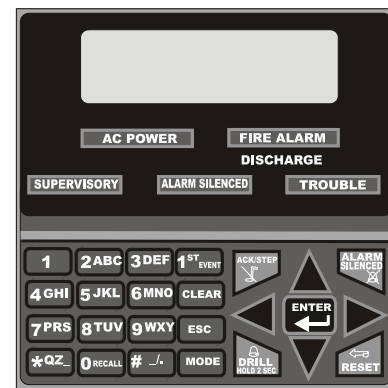 AC POWER FIRE ALARM
DISCHARGE
SUPERVISORY ALARM SILENCED TROUBLE
1 2ABC 3DEF 1ST EVENT ACK/STEP ALARM SILENCED
4GHI 5JKL 6MNO CLEAR ENTER
7PRS 8TUV 9WXY ESC
*QZ_ 0RECALL # _/. MODE DRILL HOLD 2 SEC RESET